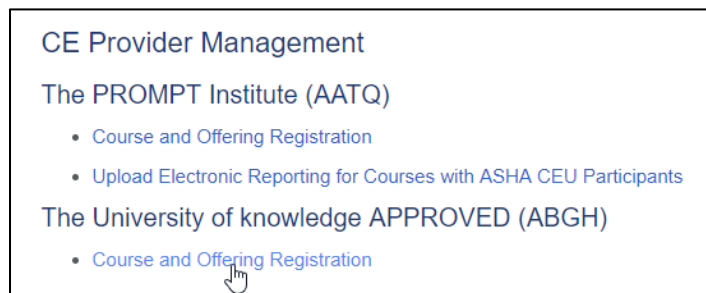 CE Provider Management
The PROMPT Institute (AATQ)
Course and Offering Registration
Upload Electronic Reporting for Courses with ASHA CEU Participants
The University of knowledge APPROVED (ABGH)
Course and Offering Registration